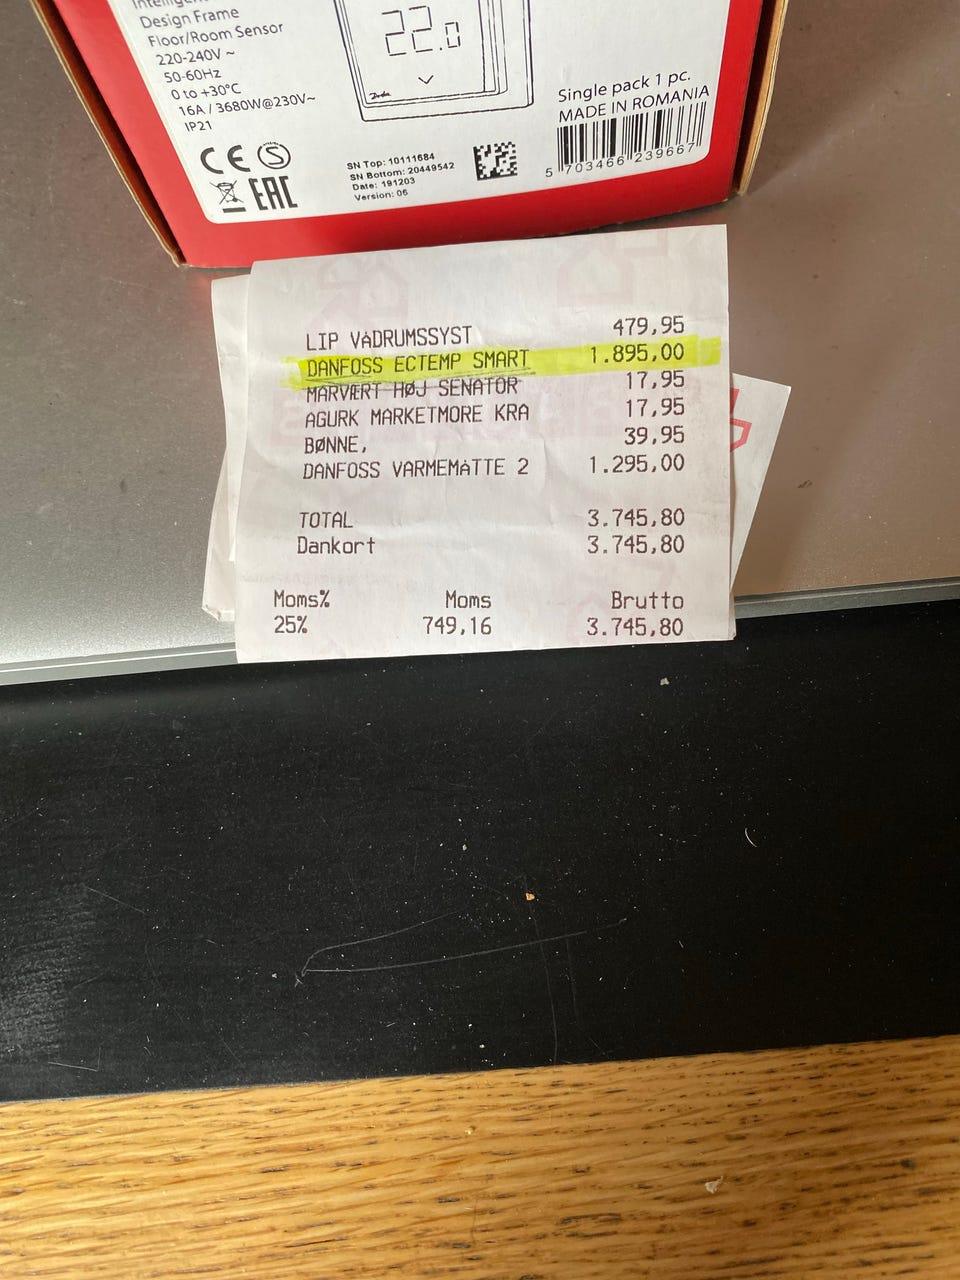 Design Frame
Floor/Room Sensor
220-240V ~
50-60Hz
0 to +30°C
16A / 3680W@230V~
IP21
22.0
Danfoss
CE
EAC
SN Top: 10111684
SN Bottom: 20449542
Date: 191203
Version: 06
Single pack 1 pc.
MADE IN ROMANIA
5 703466 239667
LIP VÅDRUMSSYST 479,95
DANFOSS ECTEMP SMART 1.895,00
MARVÆRT HØJ SENATOR 17,95
AGURK MARKETMORE KRA 17,95
BØNNE, 39,95
DANFOSS VARMEMÅTTE 2 1.295,00
TOTAL 3.745,80
Dankort 3.745,80
Moms% Moms Brutto
25% 749,16 3.745,80